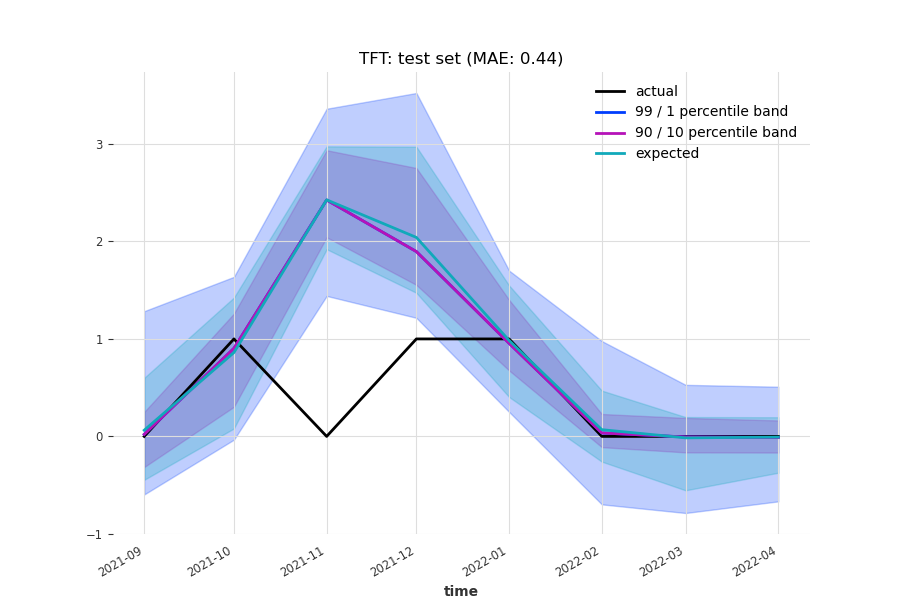 TFT: test set (MAE: 0.44)
actual
99 / 1 percentile band
90 / 10 percentile band
expected
3
2
1
0
−1
2021-09
2021-10
2021-11
2021-12
2022-01
2022-02
2022-03
2022-04
time